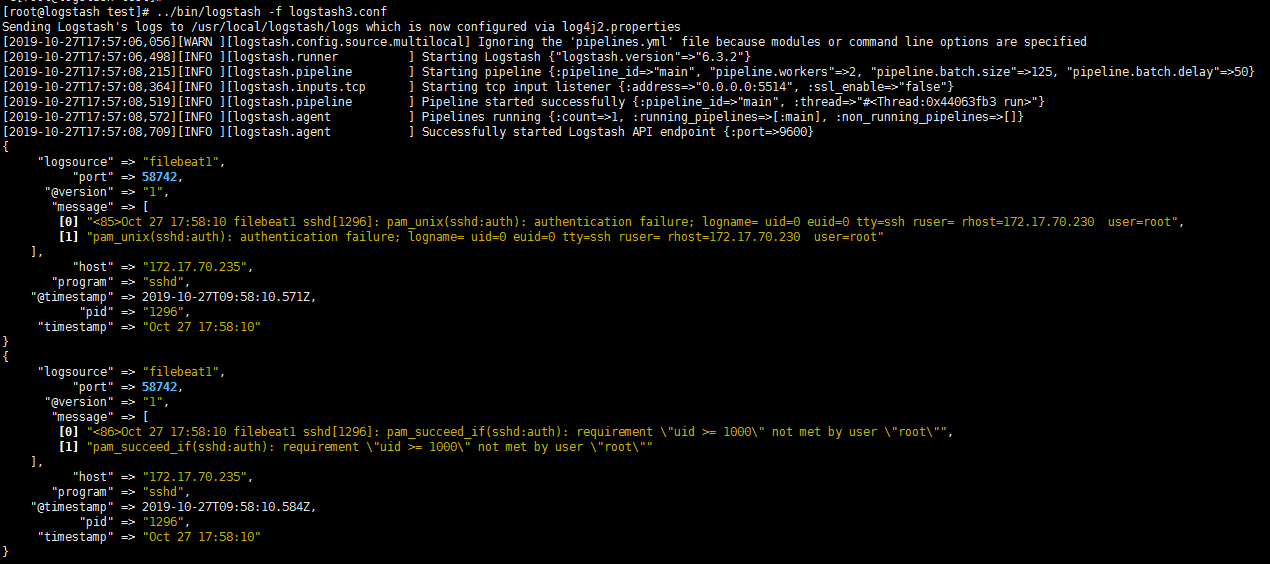 [root@logstash test]# ../bin/logstash -f logstash3.conf
Sending Logstash's logs to /usr/local/logstash/logs which is now configured via log4j2.properties
[2019-10-27T17:57:06,056][WARN ][logstash.config.source.multilocal] Ignoring the 'pipelines.yml' file because modules or command line options are specified
[2019-10-27T17:57:06,498][INFO ][logstash.runner          ] Starting Logstash {"logstash.version"=>"6.3.2"}
[2019-10-27T17:57:08,215][INFO ][logstash.pipeline        ] Starting pipeline {:pipeline_id=>"main", "pipeline.workers"=>2, "pipeline.batch.size"=>125, "pipeline.batch.delay"=>50}
[2019-10-27T17:57:08,364][INFO ][logstash.inputs.tcp      ] Starting tcp input listener {:address=>"0.0.0.0:5514", :ssl_enable=>"false"}
[2019-10-27T17:57:08,519][INFO ][logstash.pipeline        ] Pipeline started successfully {:pipeline_id=>"main", :thread=>"#<Thread:0x44063fb3 run>"}
[2019-10-27T17:57:08,572][INFO ][logstash.agent           ] Pipelines running {:count=>1, :running_pipelines=>[:main], :non_running_pipelines=>[]}
[2019-10-27T17:57:08,709][INFO ][logstash.agent           ] Successfully started Logstash API endpoint {:port=>9600}
{
     "logsource" => "filebeat1",
          "port" => 58742,
      "@version" => "1",
       "message" => [
        [0] "<85>Oct 27 17:58:10 filebeat1 sshd[1296]: pam_unix(sshd:auth): authentication failure; logname= uid=0 euid=0 tty=ssh ruser= rhost=172.17.70.230  user=root",
        [1] "pam_unix(sshd:auth): authentication failure; logname= uid=0 euid=0 tty=ssh ruser= rhost=172.17.70.230  user=root"
    ],
          "host" => "172.17.70.235",
       "program" => "sshd",
    "@timestamp" => 2019-10-27T09:58:10.571Z,
           "pid" => "1296",
     "timestamp" => "Oct 27 17:58:10"
}
{
     "logsource" => "filebeat1",
          "port" => 58742,
      "@version" => "1",
       "message" => [
        [0] "<86>Oct 27 17:58:10 filebeat1 sshd[1296]: pam_succeed_if(sshd:auth): requirement \"uid >= 1000\" not met by user \"root\"",
        [1] "pam_succeed_if(sshd:auth): requirement \"uid >= 1000\" not met by user \"root\""
    ],
          "host" => "172.17.70.235",
       "program" => "sshd",
    "@timestamp" => 2019-10-27T09:58:10.584Z,
           "pid" => "1296",
     "timestamp" => "Oct 27 17:58:10"
}